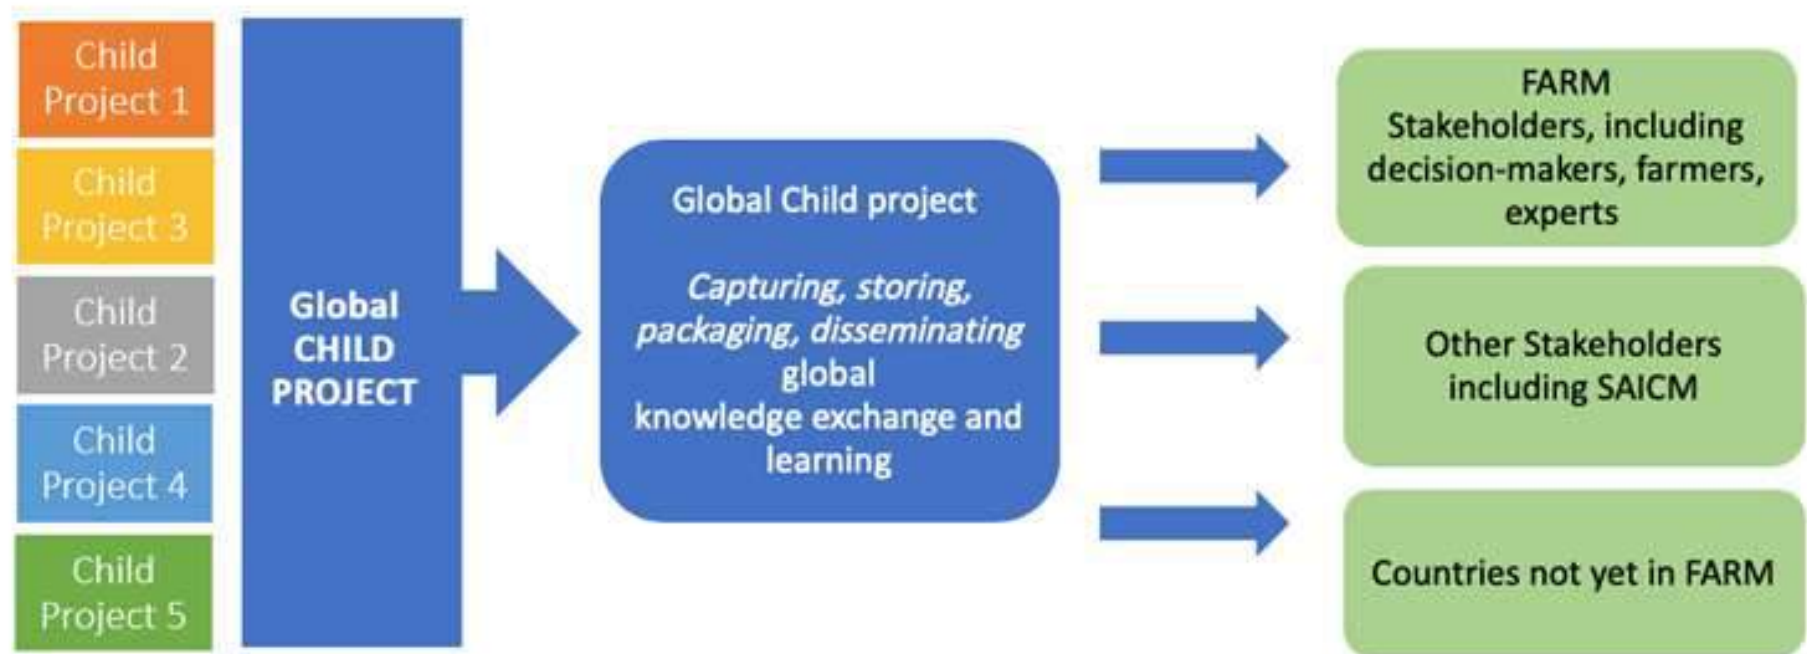 Child
Project 1
Child
Project 3
Child
Project 2
Child
Project 4
Child
Project 5
Global
CHILD
PROJECT
Global Child project
Capturing, storing,
packaging, disseminating
global
knowledge exchange and
learning
FARM
Stakeholders, including
decision-makers, farmers,
experts
Other Stakeholders
including SAICM
Countries not yet in FARM